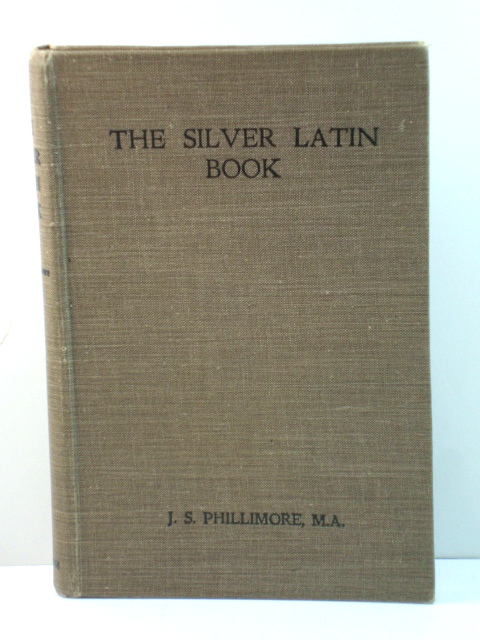 THE SILVER LATIN
BOOK
J. S. PHILLIMORE, M.A.